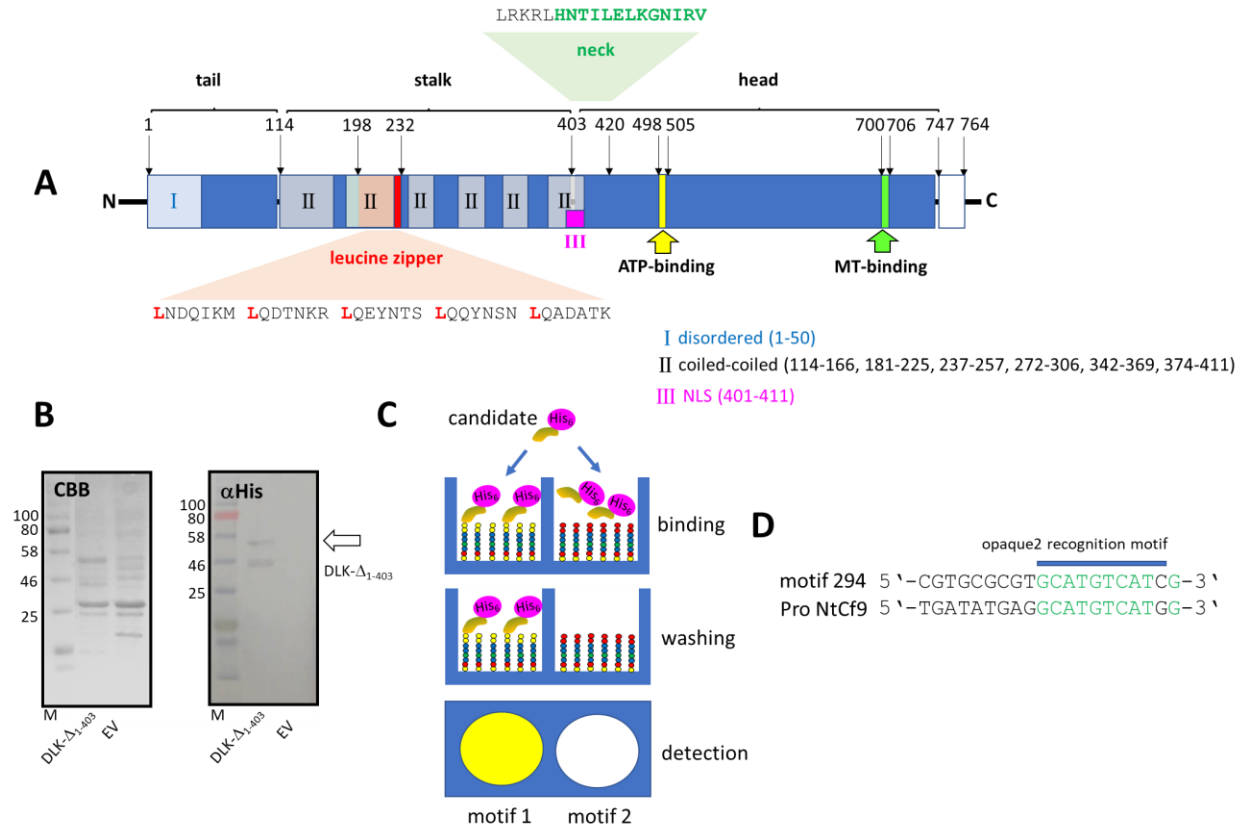 LRKRLHNTILELKGNIRV
neck
tail stalk head
1 114 198 232 403 420 498 505 700 706 747 764
A
N I II II II II II II C
III
leucine zipper ATP-binding MT-binding
LNDQIKM LQDTNKR LQEYNTS LQQYNSN LQADATK
I disordered (1-50)
II coiled-coiled (114-166, 181-225, 237-257, 272-306, 342-369, 374-411)
III NLS (401-411)
B
CBB
100
80
58
46
25
M
DLK-Δ1-403
EV
αHis
100
80
58
46
25
DLK-Δ1-403
M
DLK-Δ1-403
EV
C
candidate His6
His6 His6 His6 His6
binding
His6 His6
washing
detection
motif 1 motif 2
D
opaque2 recognition motif
motif 294 5‵-CGTGCGCGTGCATGTCATCG-3‵
Pro NtCf9 5‵-TGATATGAGGCATGTCATGG-3‵